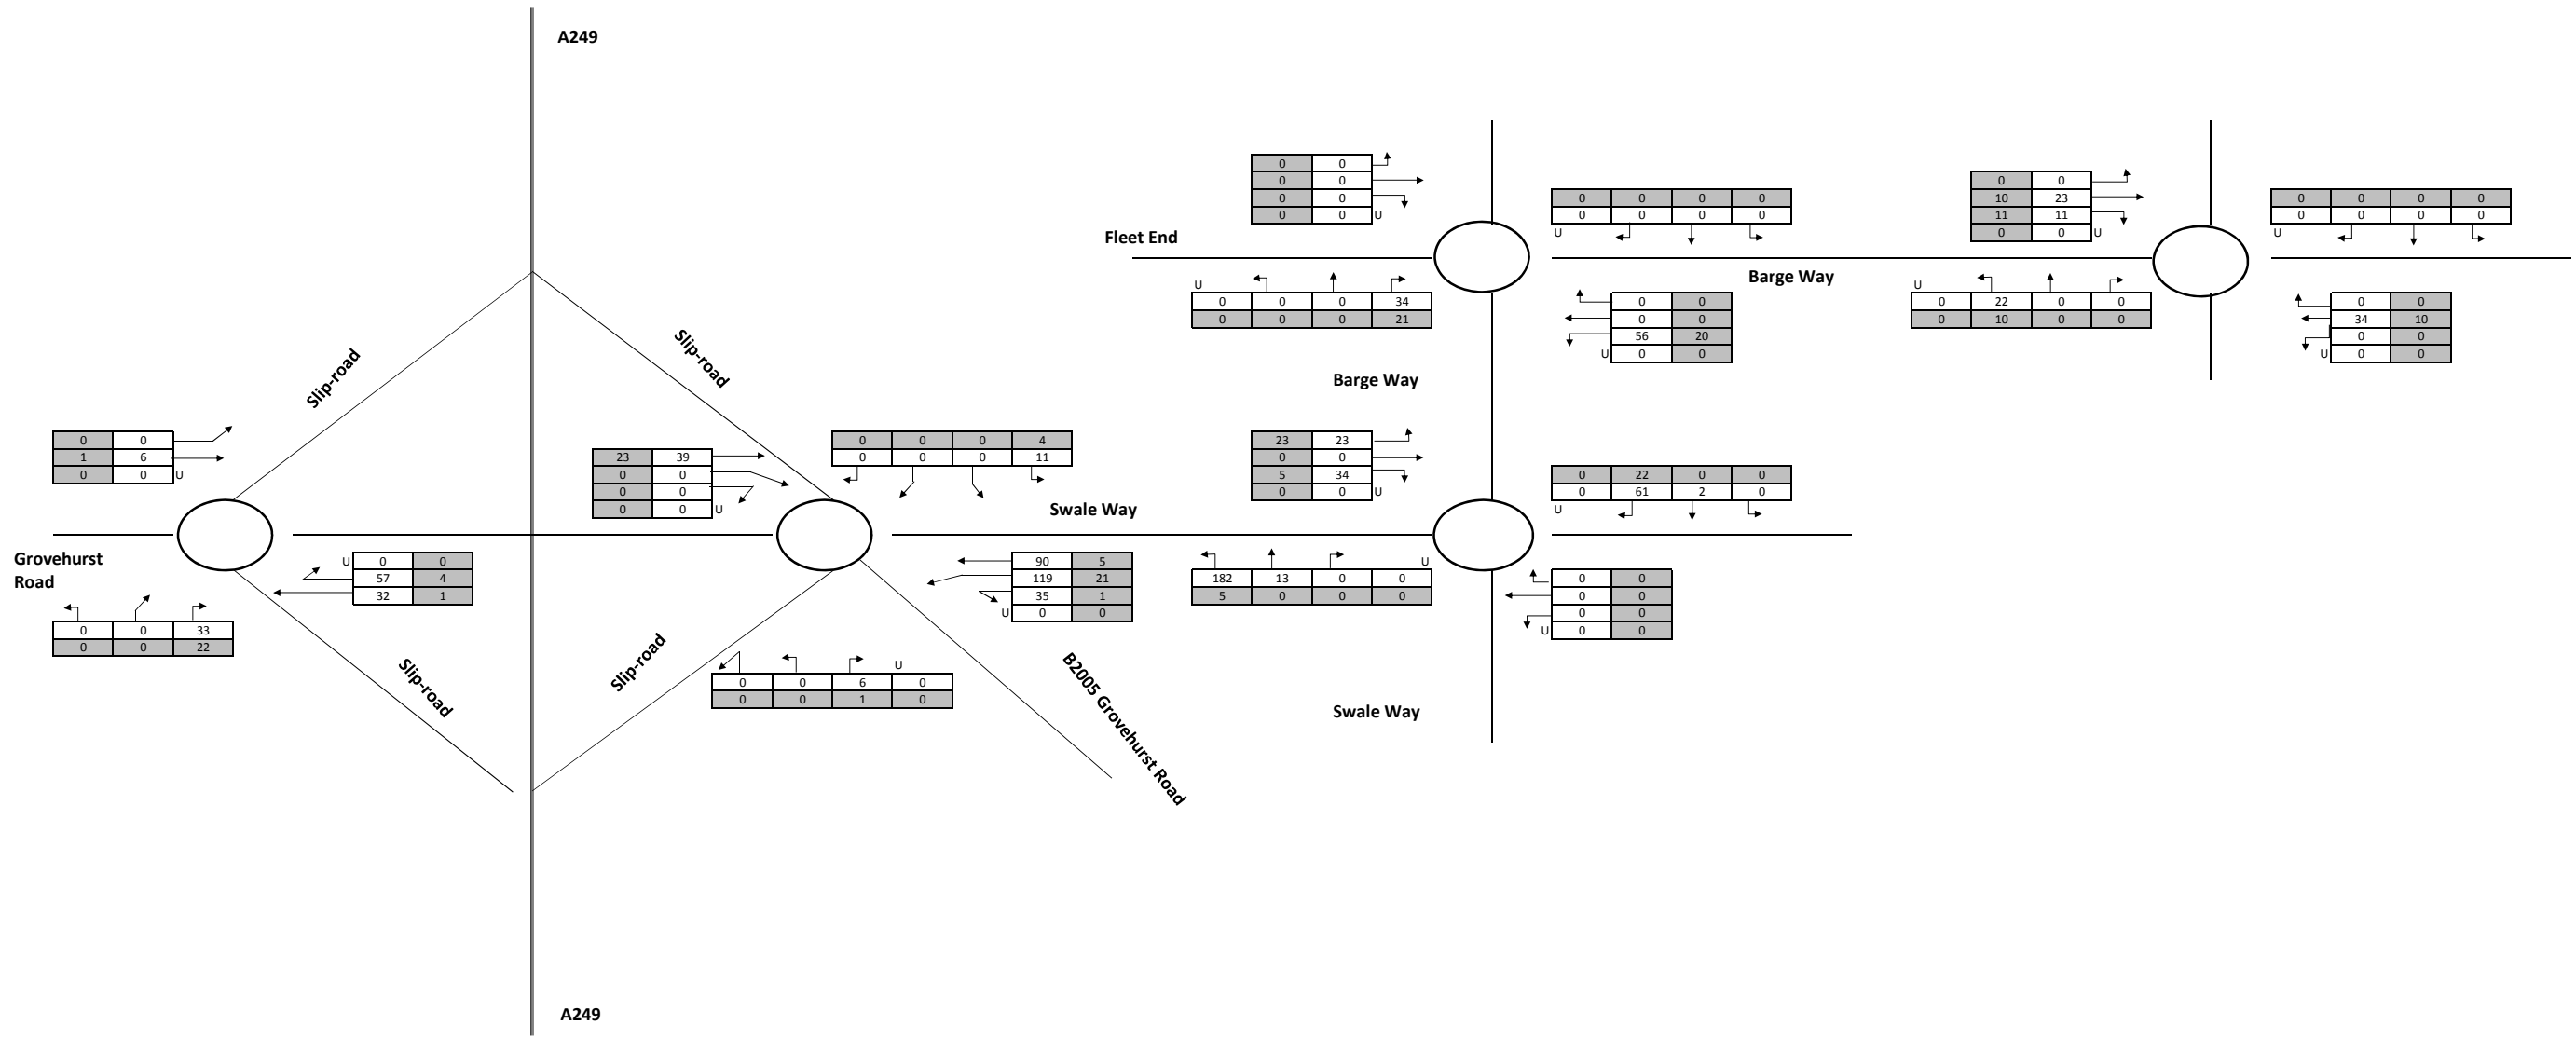 A249
0 0
0 0
0 0
0 0 U
0 0 0 0
0 0 0 0
U
0 0
10 23
11 11
0 0 U
0 0 0 0
0 0 0 0
U
Fleet End
Barge Way
U
0 0 0 34
0 0 0 21
0 0
0 0
56 20
U 0 0
U
0 22 0 0
0 10 0 0
0 0
34 10
0 0
U 0 0
Slip-road
Slip-road
Barge Way
0 0
1 6
0 0 U
23 39
0 0
0 0
0 0 U
0 0 0 4
0 0 0 11
23 23
0 0
5 34
0 0 U
0 22 0 0
0 61 2 0
U
Swale Way
Grovehurst
Road
U 0 0
57 4
32 1
90 5
119 21
35 1
U 0 0
U
182 13 0 0
5 0 0 0
0 0
0 0
0 0
U 0 0
0 0 33
0 0 22
Slip-road
Slip-road
U
0 0 6 0
0 0 1 0
B2005 Grovehurst Road
Swale Way
A249